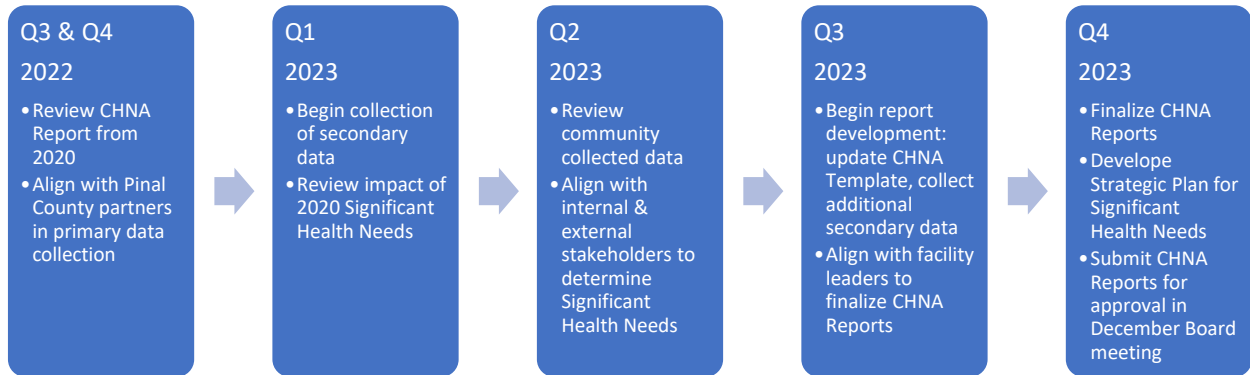 Q3 & Q4
2022
•Review CHNA
Report from
2020
•Align with Pinal
County partners
in primary data
collection
Q1
2023
•Begin collection
of secondary
data
•Review impact of
2020 Significant
Health Needs
Q2
2023
•Review
community
collected data
•Align with
internal &
external
stakeholders to
determine
Significant
Health Needs
Q3
2023
•Begin report
development:
update CHNA
Template, collect
additional
secondary data
•Align with facility
leaders to
finalize CHNA
Reports
Q4
2023
•Finalize CHNA
Reports
•Develope
Strategic Plan for
Significant
Health Needs
•Submit CHNA
Reports for
approval in
December Board
meeting